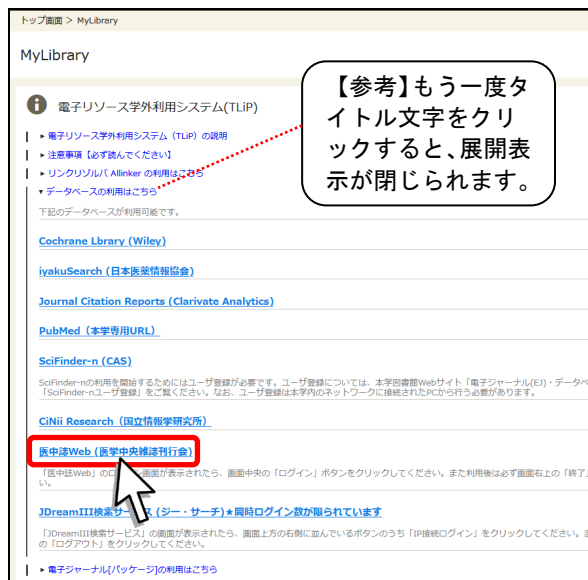 トップ画面 > MyLibrary
MyLibrary
電子リソース学外利用システム(TLiP)
【参考】もう一度タ
イトル文字をクリ
ックすると、展開表
示が閉じられます。
▸ 電子リソース学外利用システム（TLiP）の説明
▸ 注意事項【必ず読んでください】
▸ リンクリゾルバ Allinker の利用はこちら
▾ データベースの利用はこちら
下記のデータベースが利用可能です。
Cochrane Lbrary (Wiley)
iyakuSearch (日本医薬情報協会)
Journal Citation Reports (Clarivate Analytics)
PubMed（本学専用URL）
SciFinder-n (CAS)
SciFinder-nの利用を開始するためにはユーザ登録が必要です。ユーザ登録については、本学図書館Webサイト「電子ジャーナル(EJ)・データベ
「SciFinder-nユーザ登録」をご覧ください。なお、ユーザ登録は本学内のネットワークに接続されたPCから行う必要があります。
CiNii Research（国立情報学研究所）
医中誌Web (医学中央雑誌刊行会)
「医中誌Web」のログイン画面が表示されたら、画面中央の「ログイン」ボタンをクリックしてください。また利用後は必ず画面右上の「終了」
い。
JDreamIII検索サービス (ジー・サーチ)★同時ログイン数が限られています
「JDreamIII検索サービス」の画面が表示されたら、画面上方の右側に並んでいるボタンのうち「IP接続ログイン」をクリックしてください。ま
の「ログアウト」をクリックしてください。
▸ 電子ジャーナル[パッケージ]の利用はこちら